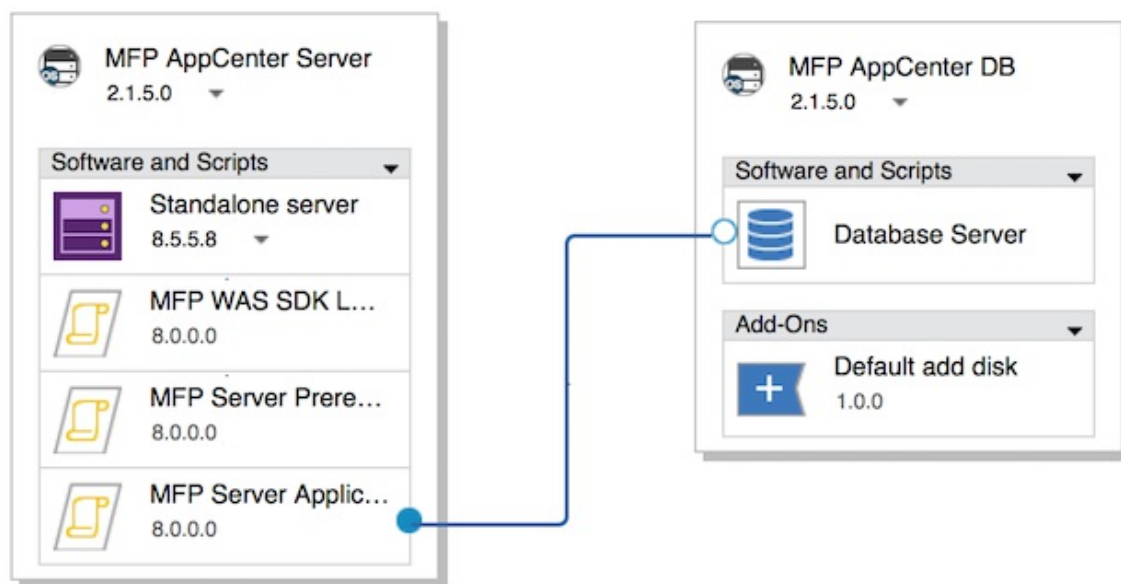 MFP AppCenter Server
2.1.5.0
Software and Scripts
Standalone server
8.5.5.8
MFP WAS SDK L...
8.0.0.0
MFP Server Prere...
8.0.0.0
MFP Server Applic...
8.0.0.0
MFP AppCenter DB
2.1.5.0
Software and Scripts
Database Server
Add-Ons
Default add disk
1.0.0